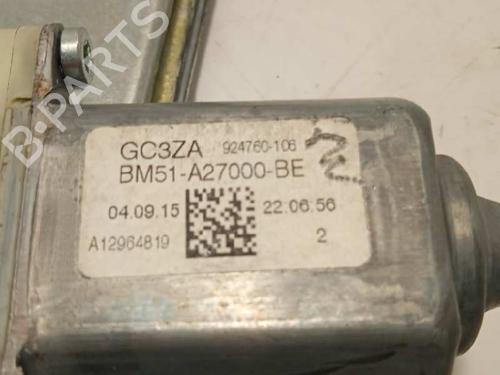 B-PARTS
GC3ZA 924760-106
BM51-A27000-BE
04.09.15 22:06:56
A12964819 2